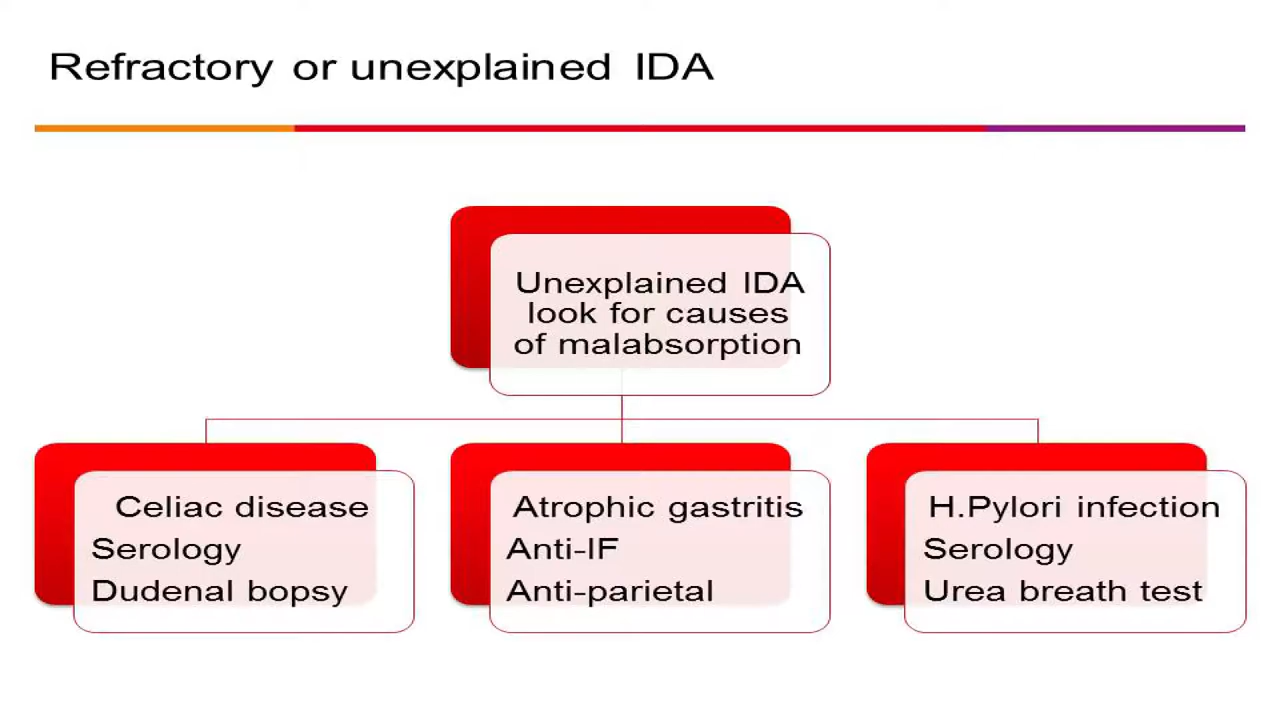 Refractory or unexplained IDA
Unexplained IDA
look for causes
of malabsorption
Celiac disease
Serology
Dudenal bopsy
Atrophic gastritis
Anti-IF
Anti-parietal
H.Pylori infection
Serology
Urea breath test